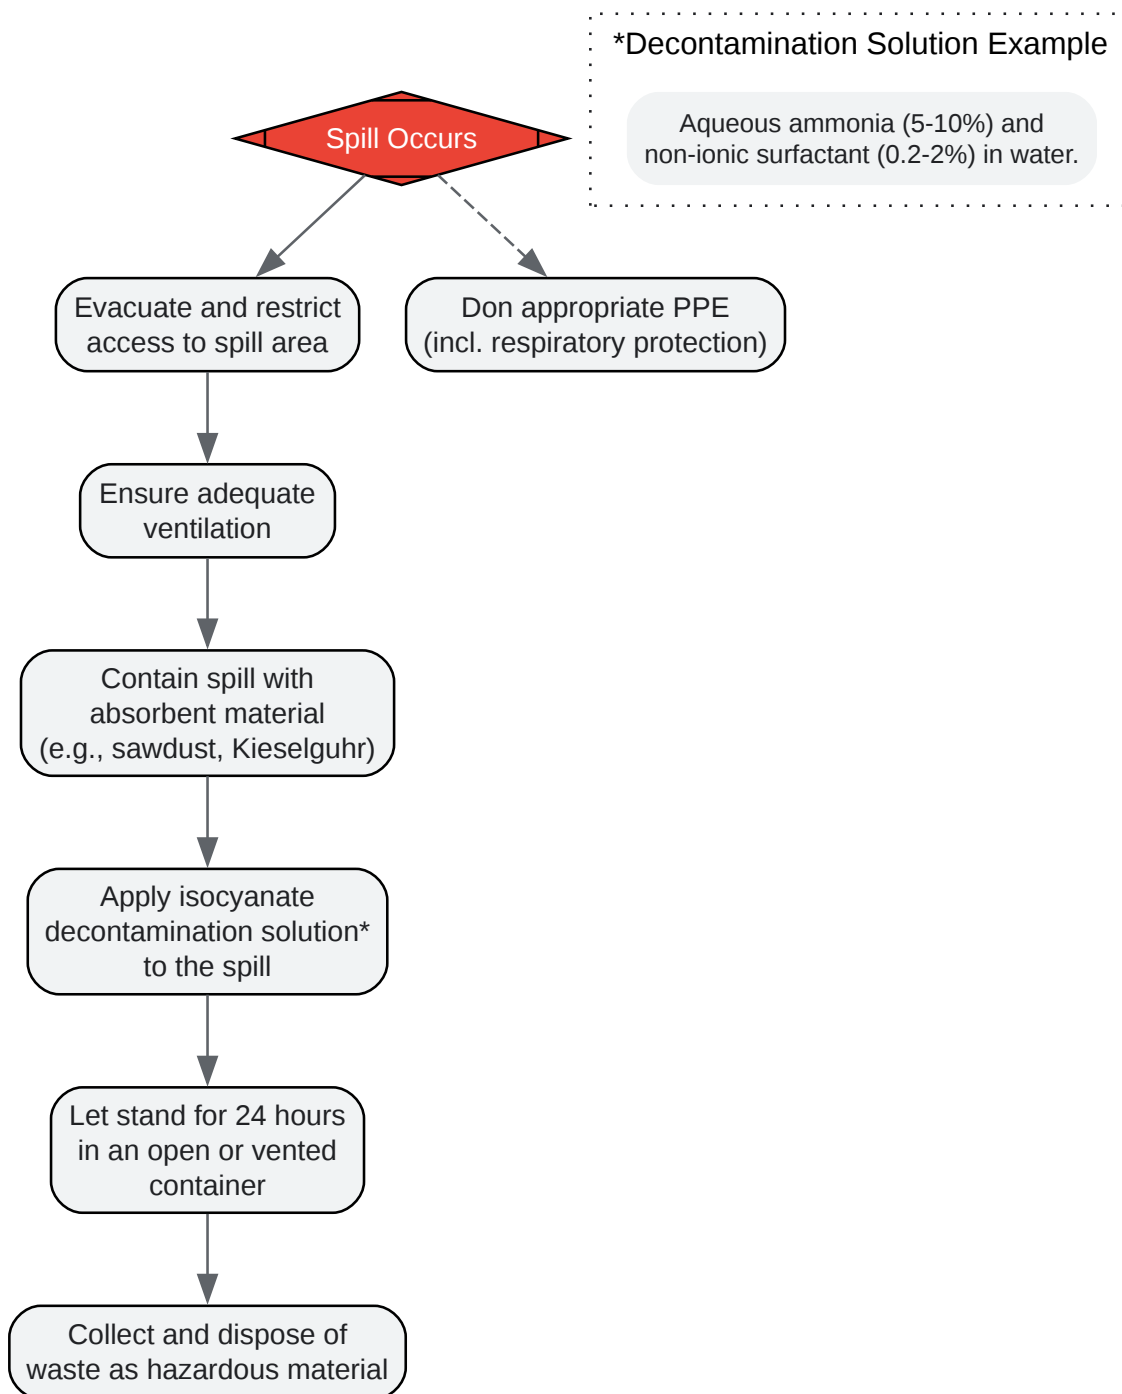 *Decontamination Solution Example
Aqueous ammonia (5-10%) and
non-ionic surfactant (0.2-2%) in water.
Spill Occurs
Evacuate and restrict
access to spill area
Don appropriate PPE
(incl. respiratory protection)
Ensure adequate
ventilation
Contain spill with
absorbent material
(e.g., sawdust, Kieselguhr)
Apply isocyanate
decontamination solution*
to the spill
Let stand for 24 hours
in an open or vented
container
Collect and dispose of
waste as hazardous material